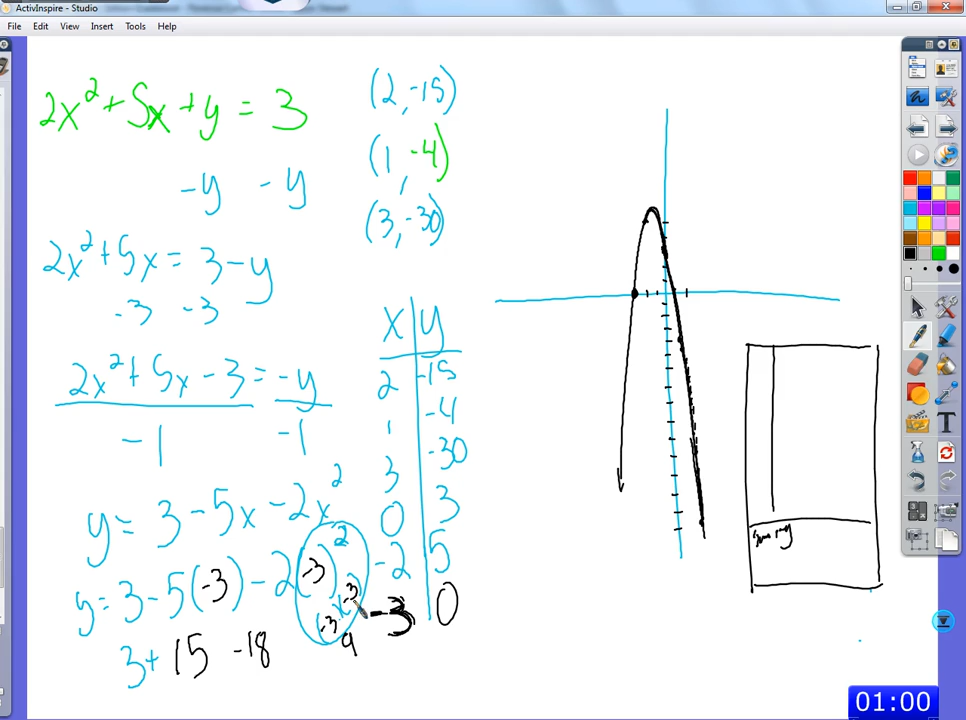 ActivInspire - Studio
File Edit View Insert Tools Help
2x² + 5x + y = 3
-y -y
2x² + 5x = 3 - y
-3 -3
2x² + 5x - 3 = -y
-1 -1
y = 3 - 5x - 2x²
y = 3 - 5(-3) - 2(-3)²
(-3)(-3)
9
3 + 15 - 18
(2, -15)
(1, -4)
(3, -30)
x y
2 -15
1 -4
3 -30
0 3
-2 5
-3 0
01:00